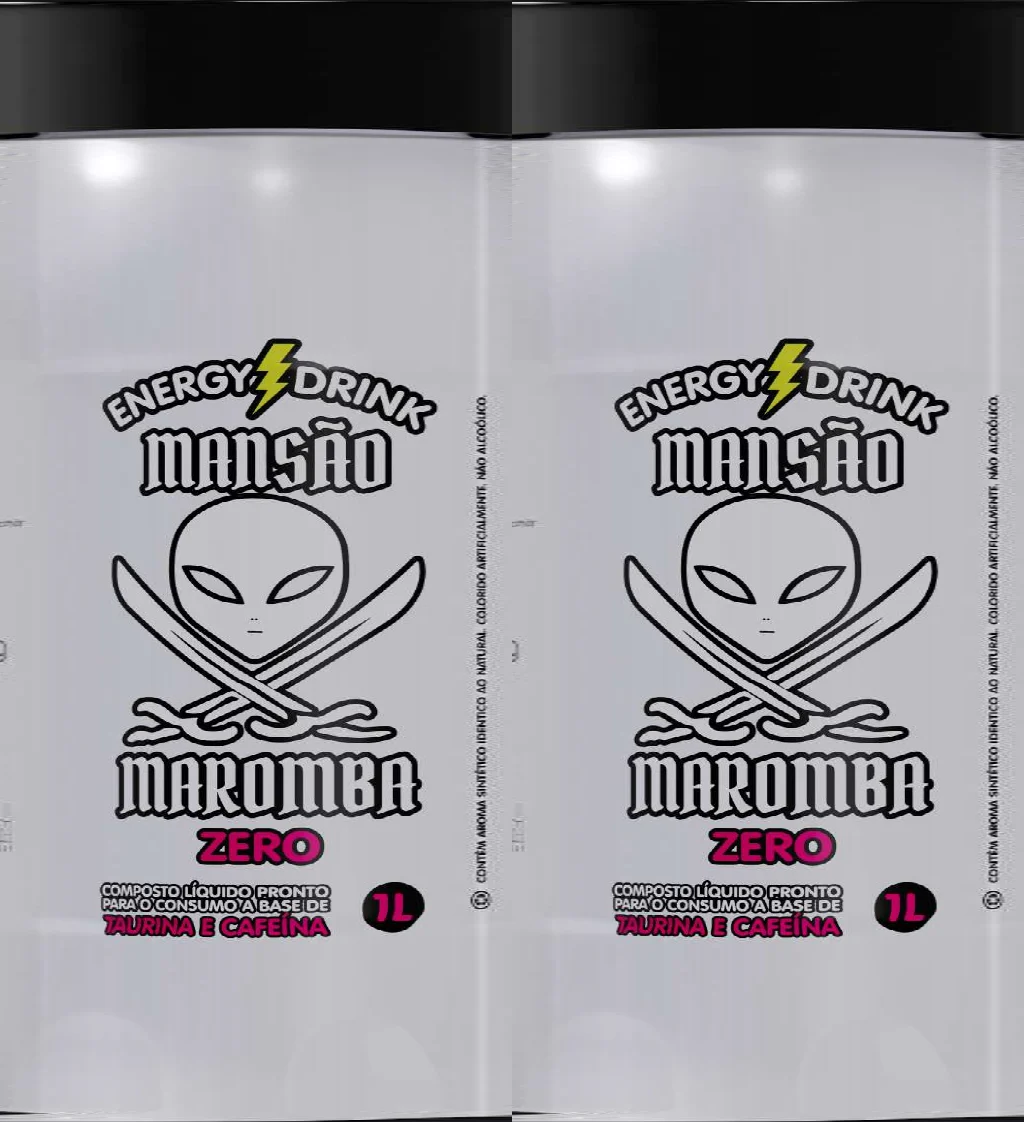 ENERGY DRINK
MANSÃO
MAROMBA
ZERO
COMPOSTO LÍQUIDO PRONTO
PARA O CONSUMO A BASE DE
TAURINA E CAFEÍNA
1L
CONTÉM AROMA SINTÉTICO IDENTICO AO NATURAL. COLORIDO ARTIFICIALMENTE. NÃO ALCOÓLICO.
ENERGY DRINK
MANSÃO
MAROMBA
ZERO
COMPOSTO LÍQUIDO PRONTO
PARA O CONSUMO A BASE DE
TAURINA E CAFEÍNA
1L
CONTÉM AROMA SINTÉTICO IDENTICO AO NATURAL. COLORIDO ARTIFICIALMENTE. NÃO ALCOÓLICO.